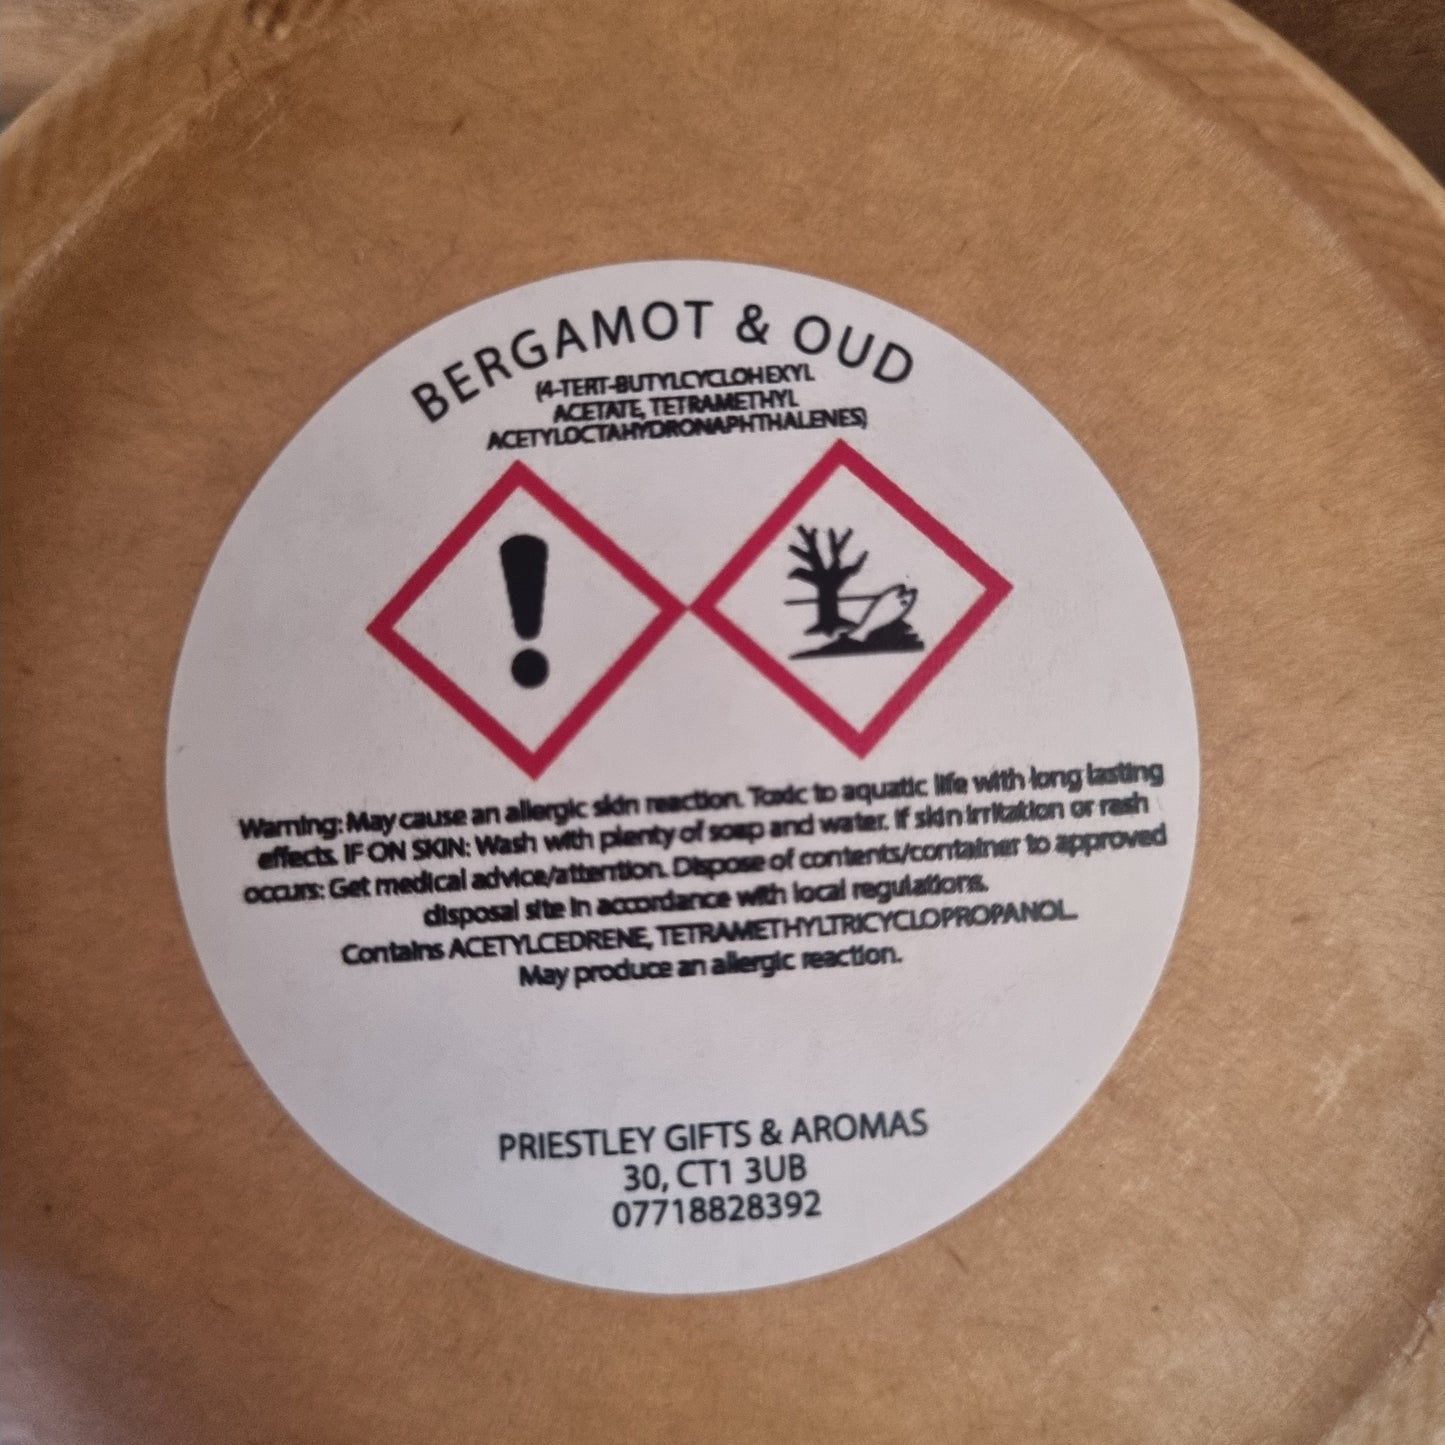 BERGAMOT & OUD
(4-TERT-BUTYLCYCLOHEXYL
ACETATE, TETRAMETHYL
ACETYLOCTAHYDRONAPHTHALENES)
Warning: May cause an allergic skin reaction. Toxic to aquatic life with long lasting
effects. IF ON SKIN: Wash with plenty of soap and water. If skin irritation or rash
occurs: Get medical advice/attention. Dispose of contents/container to approved
disposal site in accordance with local regulations.
Contains ACETYLCEDRENE, TETRAMETHYLTRICYCLOPROPANOL.
May produce an allergic reaction.
PRIESTLEY GIFTS & AROMAS
30, CT1 3UB
07718828392